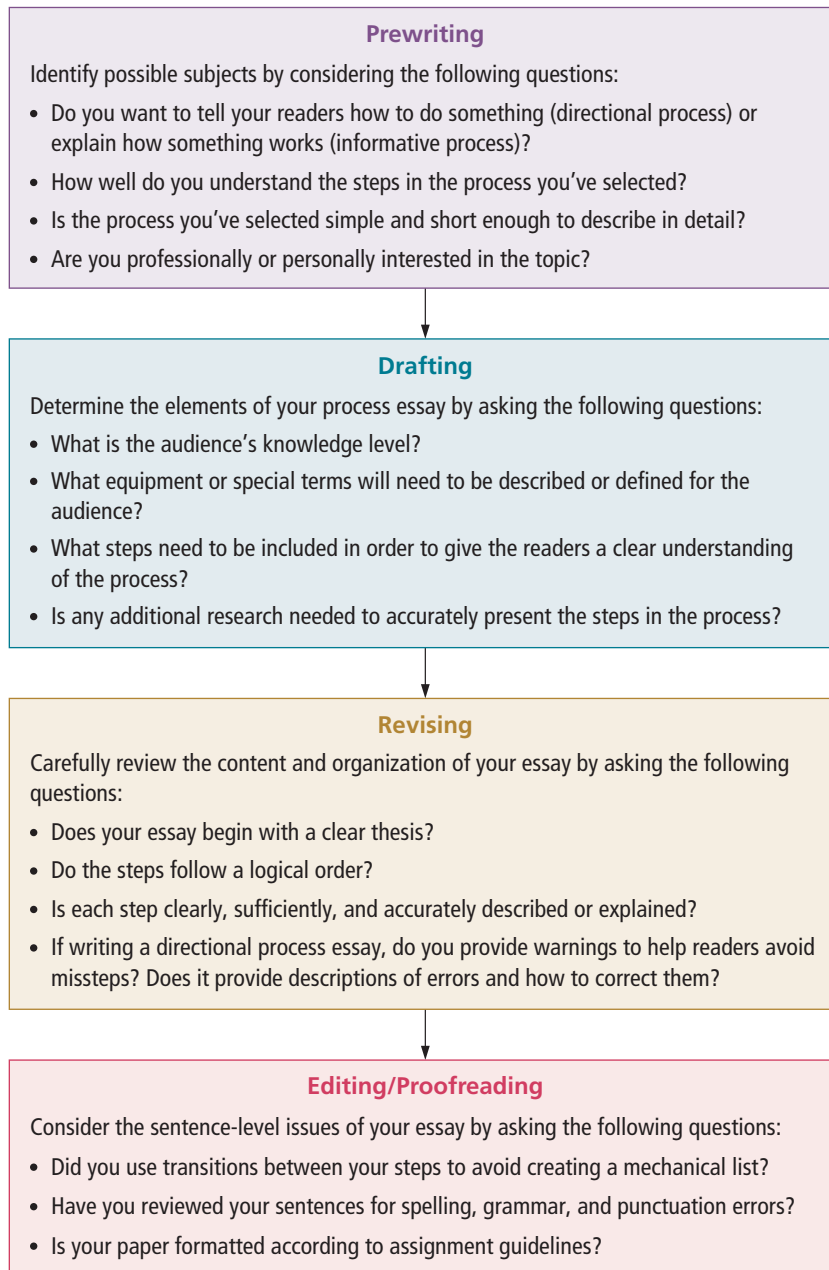 Prewriting
Identify possible subjects by considering the following questions:
• Do you want to tell your readers how to do something (directional process) or
explain how something works (informative process)?
• How well do you understand the steps in the process you’ve selected?
• Is the process you’ve selected simple and short enough to describe in detail?
• Are you professionally or personally interested in the topic?
Drafting
Determine the elements of your process essay by asking the following questions:
• What is the audience’s knowledge level?
• What equipment or special terms will need to be described or defined for the
audience?
• What steps need to be included in order to give the readers a clear understanding
of the process?
• Is any additional research needed to accurately present the steps in the process?
Revising
Carefully review the content and organization of your essay by asking the following
questions:
• Does your essay begin with a clear thesis?
• Do the steps follow a logical order?
• Is each step clearly, sufficiently, and accurately described or explained?
• If writing a directional process essay, do you provide warnings to help readers avoid
missteps? Does it provide descriptions of errors and how to correct them?
Editing/Proofreading
Consider the sentence-level issues of your essay by asking the following questions:
• Did you use transitions between your steps to avoid creating a mechanical list?
• Have you reviewed your sentences for spelling, grammar, and punctuation errors?
• Is your paper formatted according to assignment guidelines?